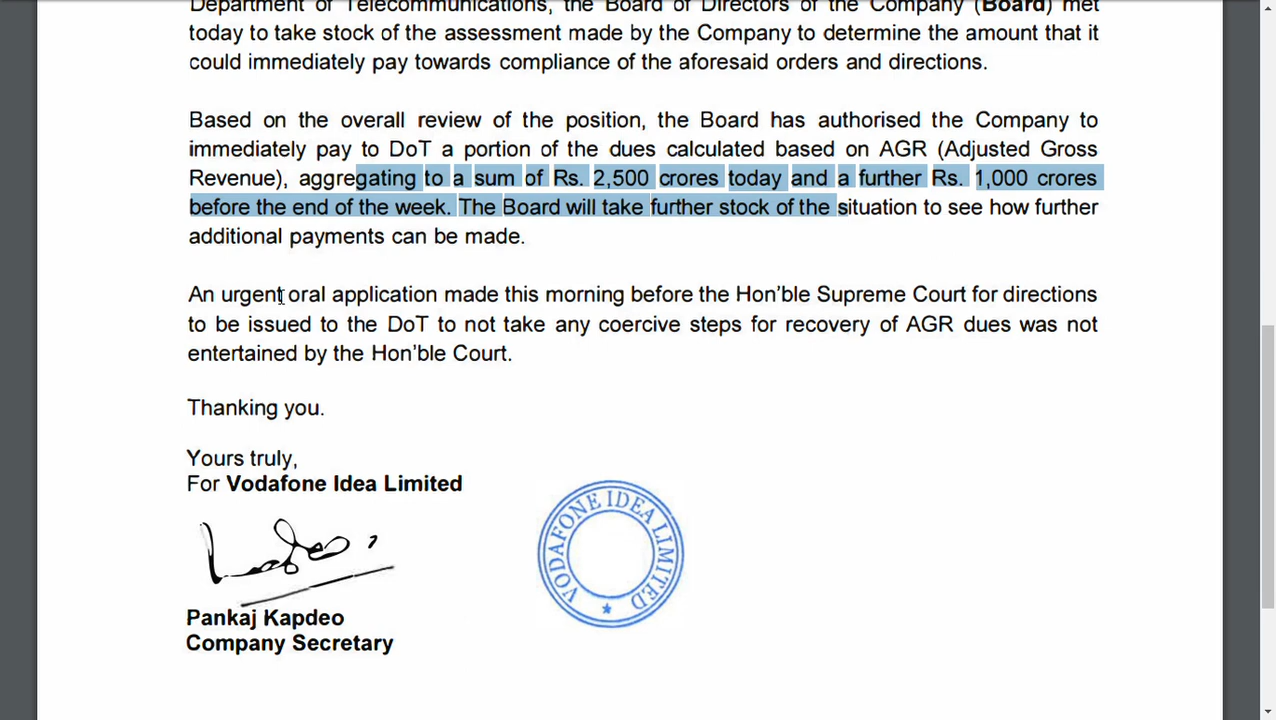 Department of Telecommunications, the Board of Directors of the Company (Board) met
today to take stock of the assessment made by the Company to determine the amount that it
could immediately pay towards compliance of the aforesaid orders and directions.
Based on the overall review of the position, the Board has authorised the Company to
immediately pay to DoT a portion of the dues calculated based on AGR (Adjusted Gross
Revenue), aggregating to a sum of Rs. 2,500 crores today and a further Rs. 1,000 crores
before the end of the week. The Board will take further stock of the situation to see how further
additional payments can be made.
An urgent oral application made this morning before the Hon'ble Supreme Court for directions
to be issued to the DoT to not take any coercive steps for recovery of AGR dues was not
entertained by the Hon'ble Court.
Thanking you.
Yours truly,
For Vodafone Idea Limited
VODAFONE IDEA LIMITED
Pankaj Kapdeo
Company Secretary